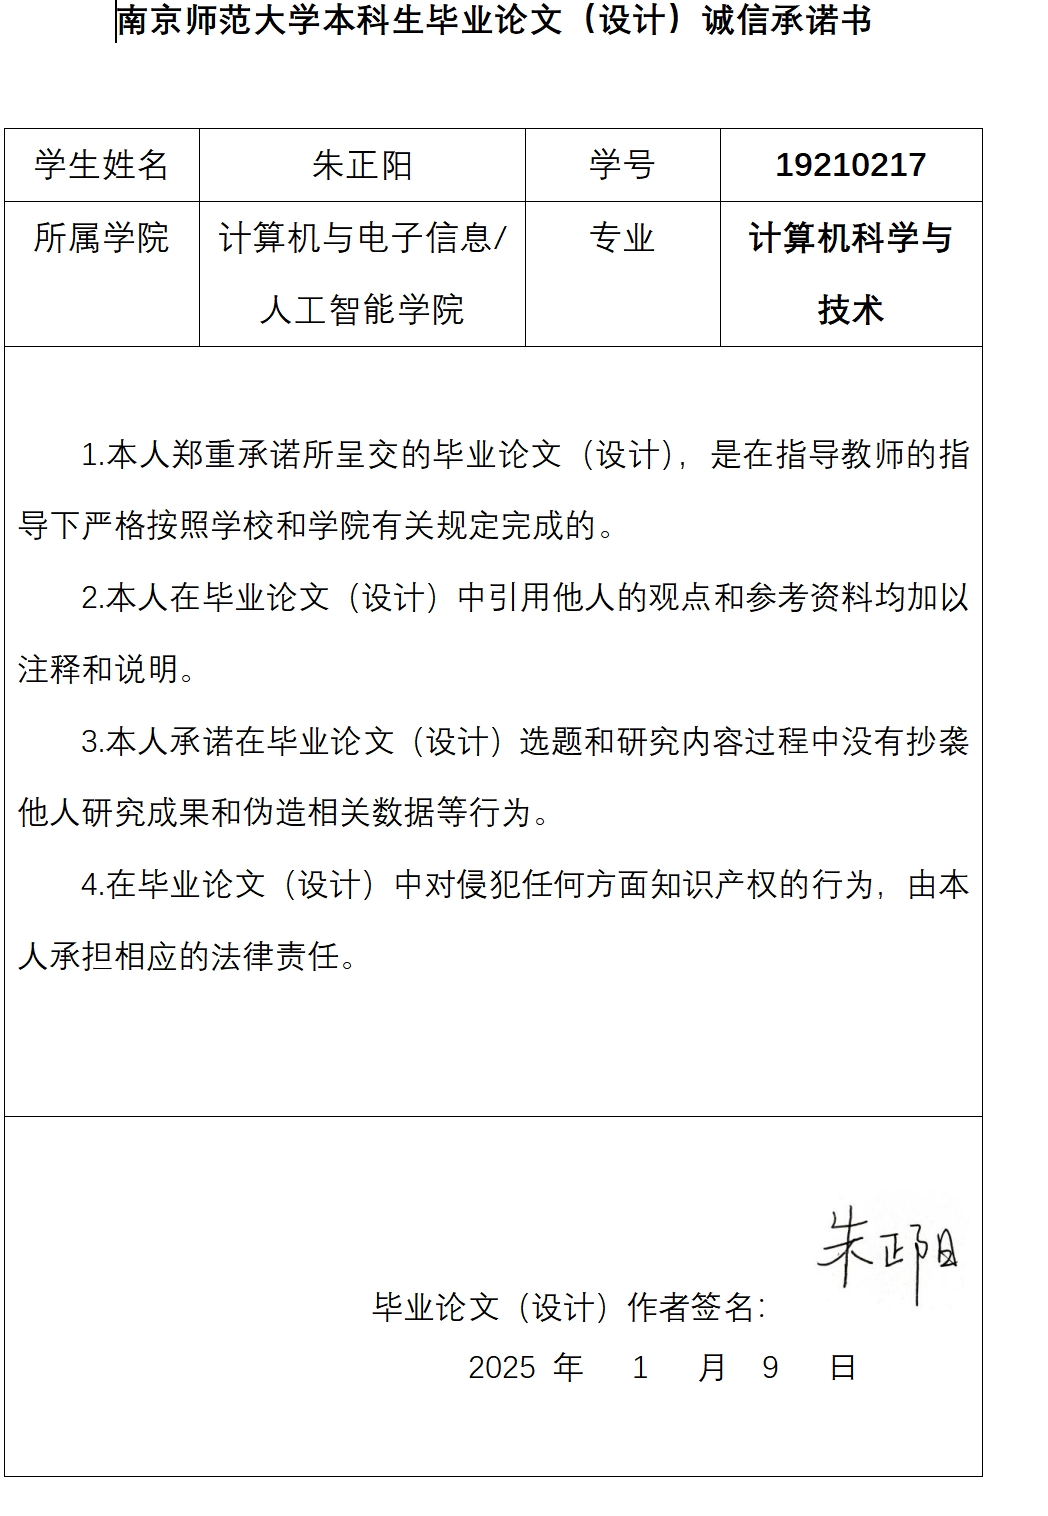 南京师范大学本科生毕业论文（设计）诚信承诺书
学生姓名 朱正阳 学号 19210217
所属学院 计算机与电子信息/ 专业 计算机科学与
人工智能学院 技术
1.本人郑重承诺所呈交的毕业论文（设计），是在指导教师的指
导下严格按照学校和学院有关规定完成的。
2.本人在毕业论文（设计）中引用他人的观点和参考资料均加以
注释和说明。
3.本人承诺在毕业论文（设计）选题和研究内容过程中没有抄袭
他人研究成果和伪造相关数据等行为。
4.在毕业论文（设计）中对侵犯任何方面知识产权的行为，由本
人承担相应的法律责任。
朱正阳
毕业论文（设计）作者签名：
2025 年 1 月 9 日